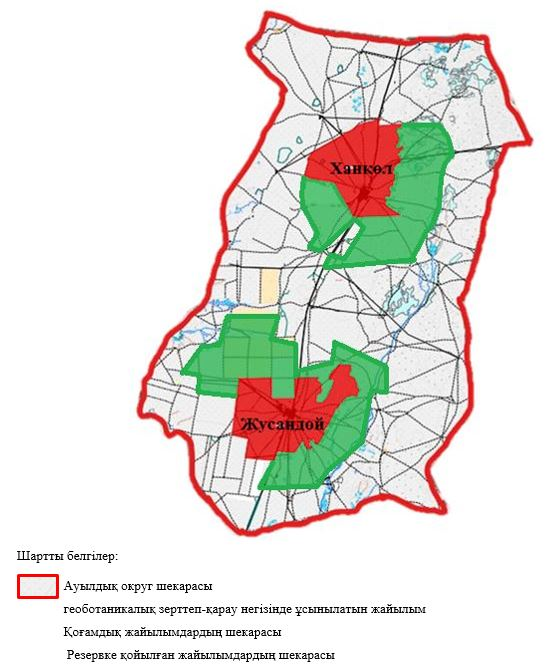 Ханкөл
Жусандой
Шартты белгілер:
Ауылдық округ шекарасы
геоботаникалық зерттеп-қарау негізінде ұсынылатын жайылым
Қоғамдық жайылымдардың шекарасы
Резервке қойылған жайылымдардың шекарасы